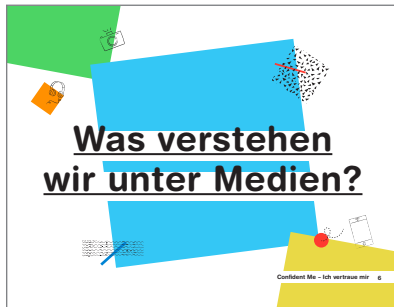 Was verstehen
wir unter Medien?
Confident Me – Ich vertraue mir 6